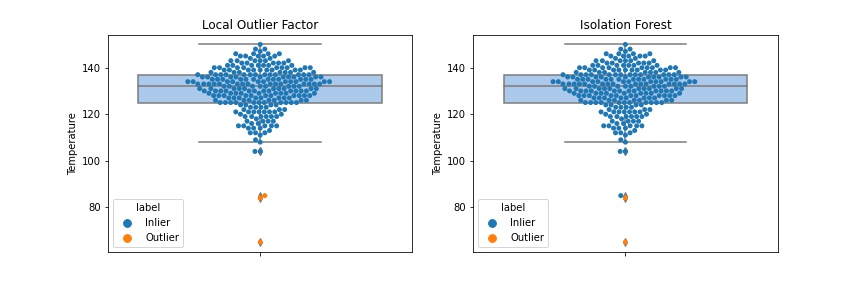 Local Outlier Factor
Temperature
140
120
100
80
label
Inlier
Outlier
Isolation Forest
Temperature
140
120
100
80
label
Inlier
Outlier